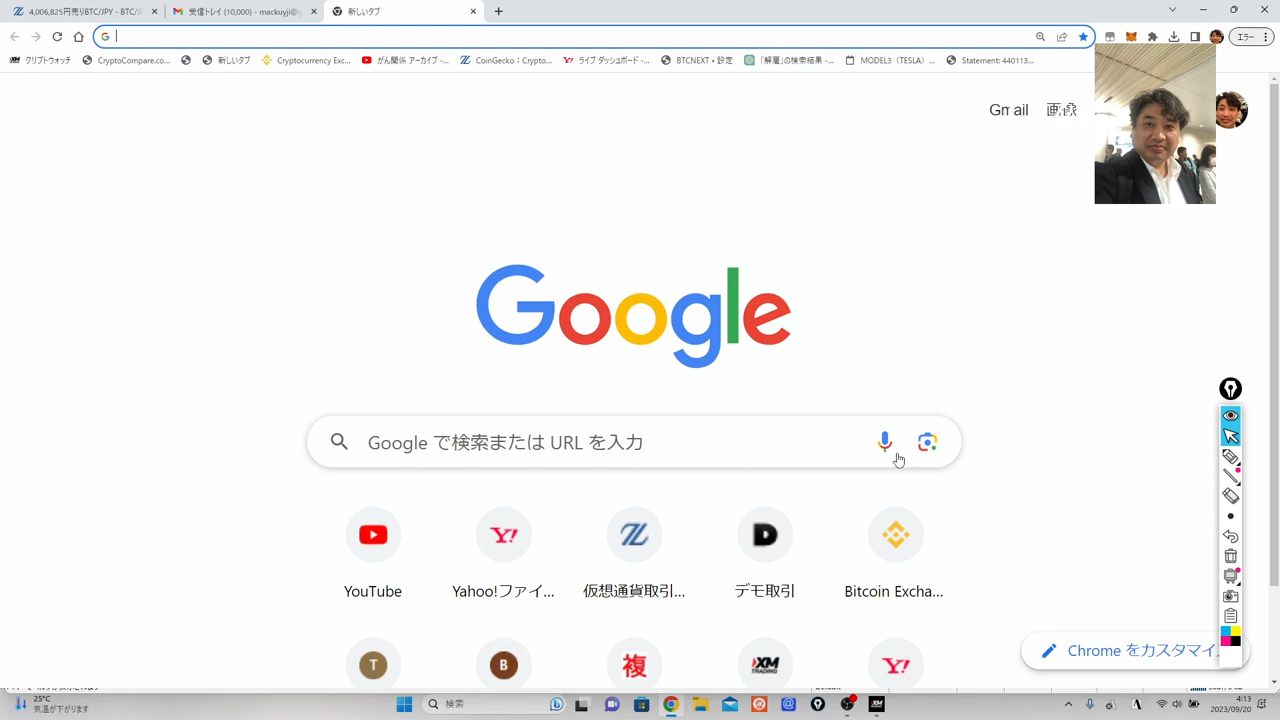 4,006,825円売りBTC/JPY - BTC/J
受信トレイ (10,000) - mackuyji@
新しいタブ
エラー
クリプトウォッチ
CryptoCompare.co...
新しいタブ
Cryptocurrency Exc...
がん関係 アーカイブ -...
CoinGecko：Crypto...
ライブ ダッシュボード -...
BTCNEXT • 設定
「解雇」の検索結果 -...
MODEL3（TESLA）...
Statement: 440113...
Gmail
画像
Google
Google で検索または URL を入力
YouTube
Yahoo!ファイ...
仮想通貨取引...
デモ取引
Bitcoin Excha...
T
B
複
XM
TRADING
Y!
Chrome をカスタマイ
25°C
気温が下がります
検索
A
4:13
2023/09/20